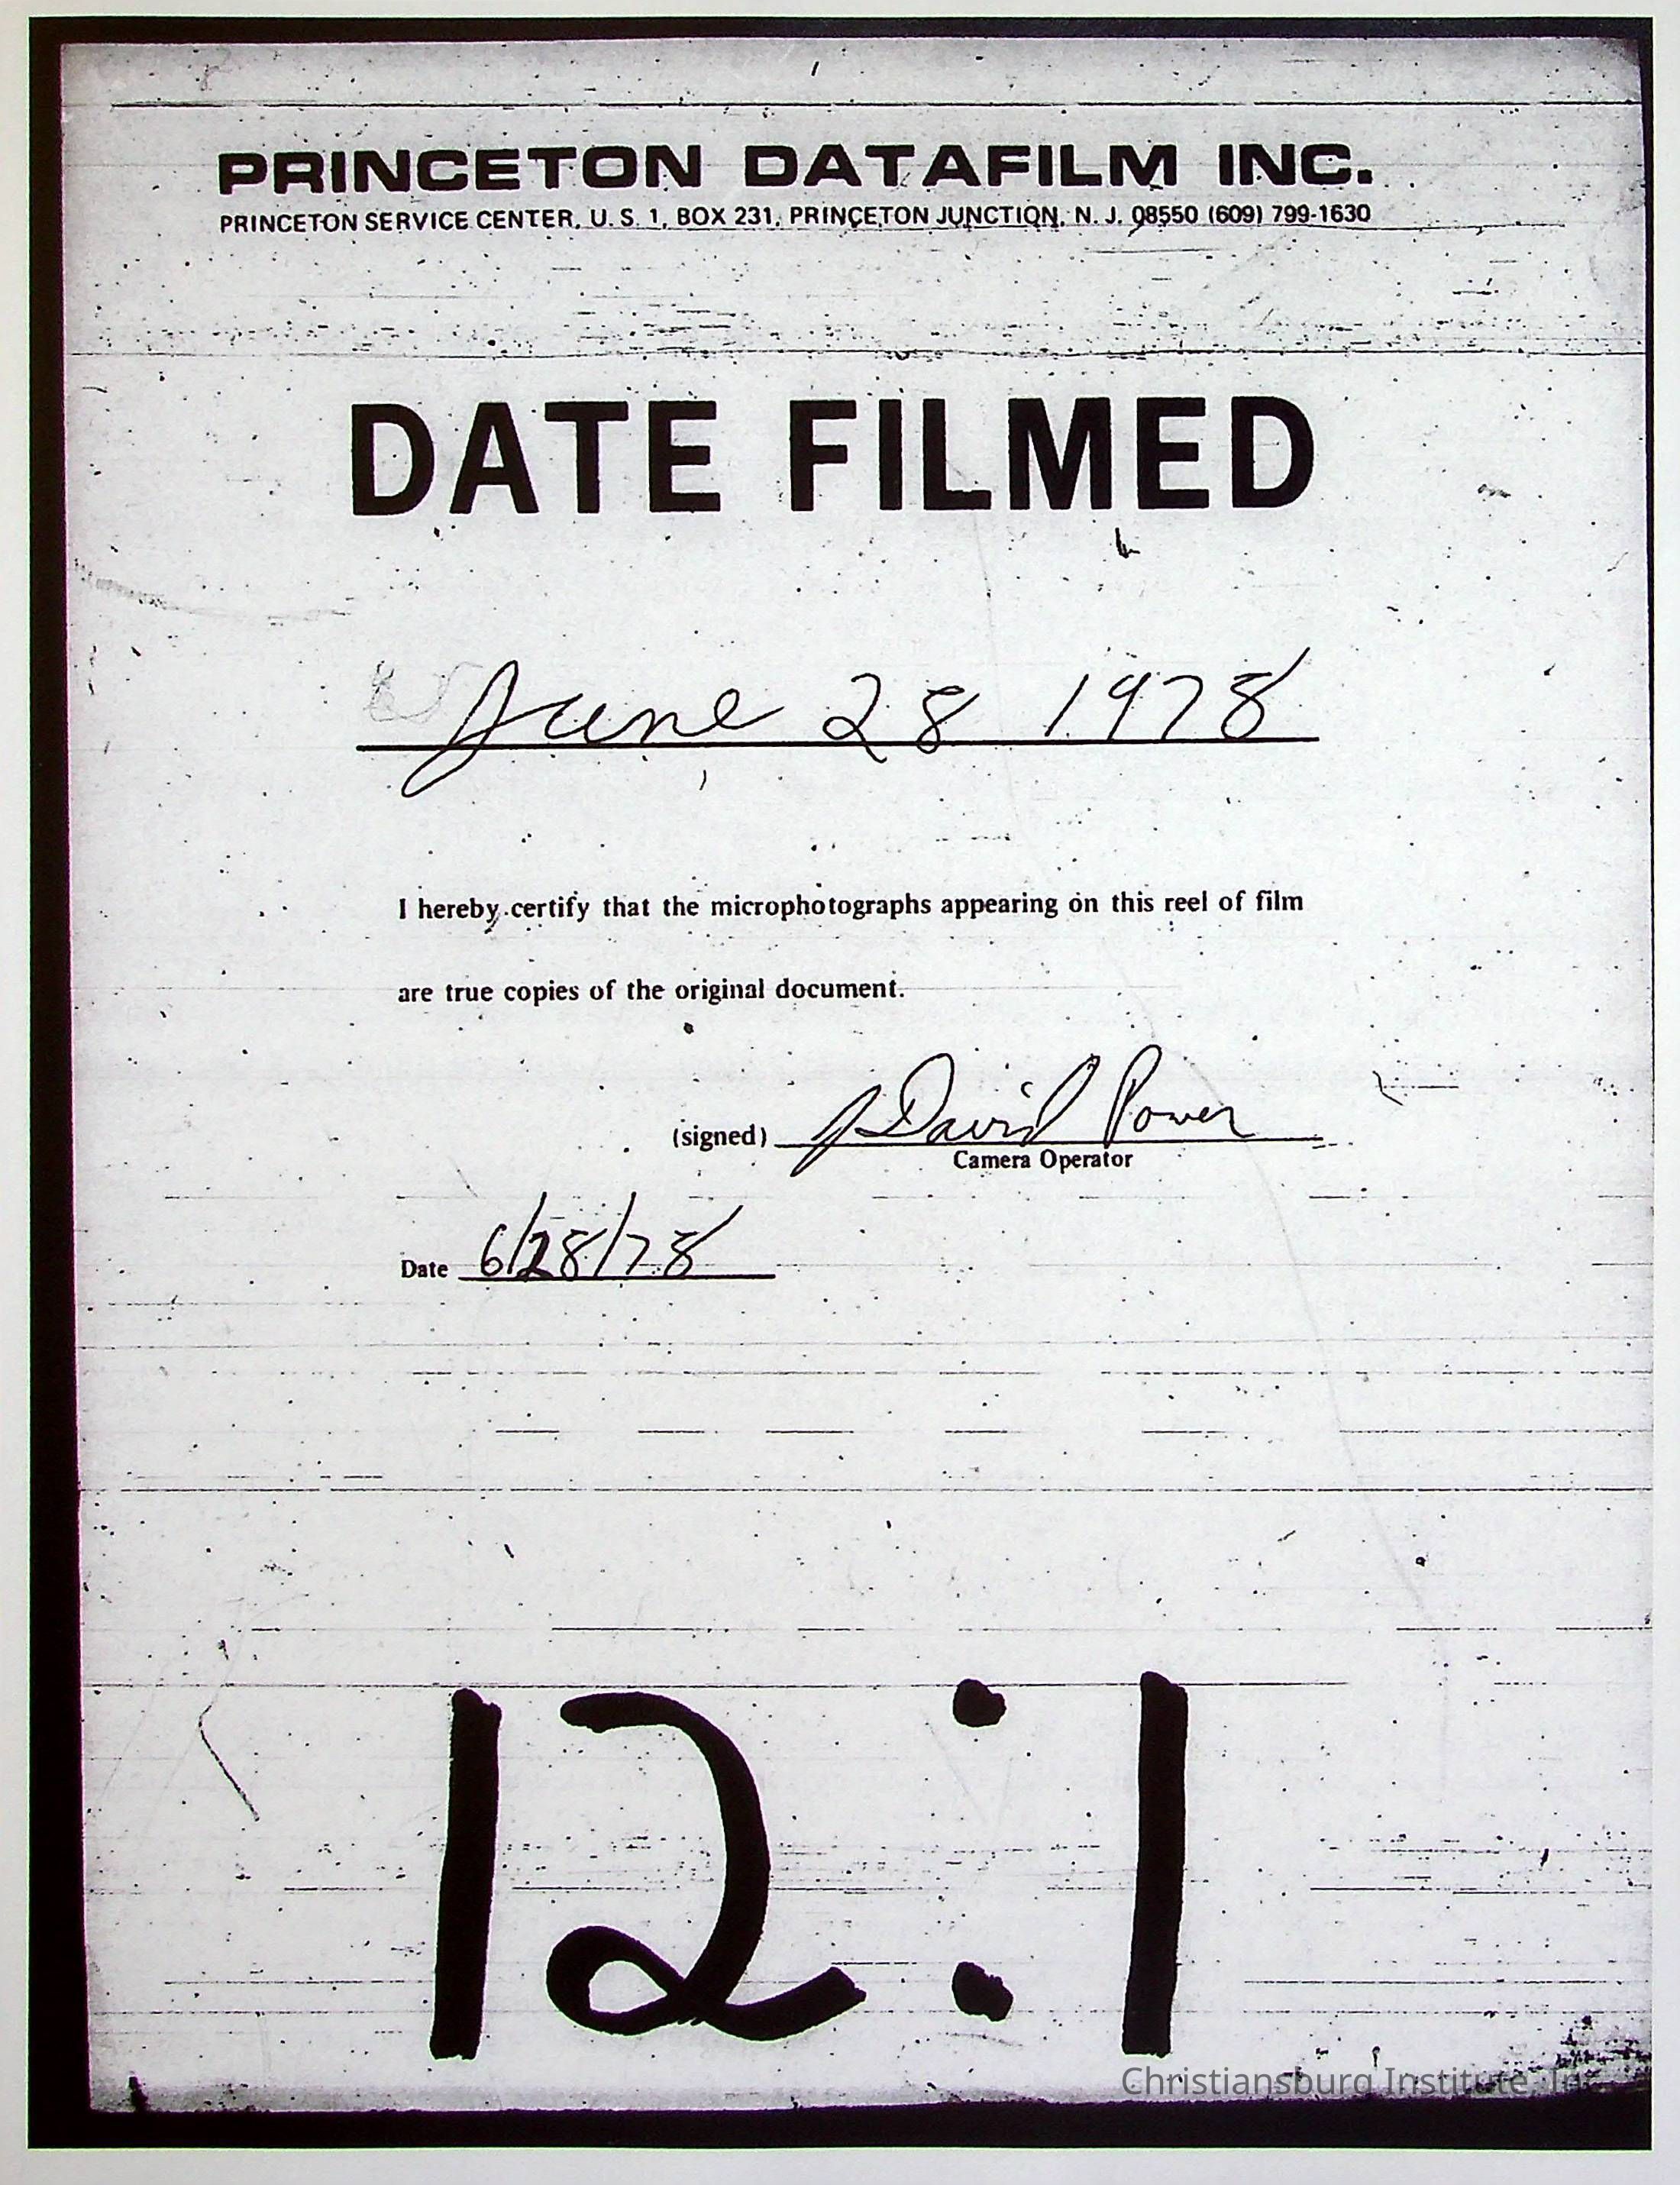 PRINCETON DATAFILM INC.
PRINCETON SERVICE CENTER, U. S. 1, BOX 231, PRINCETON JUNCTION, N. J. 08550 (609) 799-1630
DATE FILMED
June 28 1978
I hereby certify that the microphotographs appearing on this reel of film
are true copies of the original document.
(signed) J David Power
Camera Operator
Date 6/28/78
12:1
Christiansburg Institute, Inc.